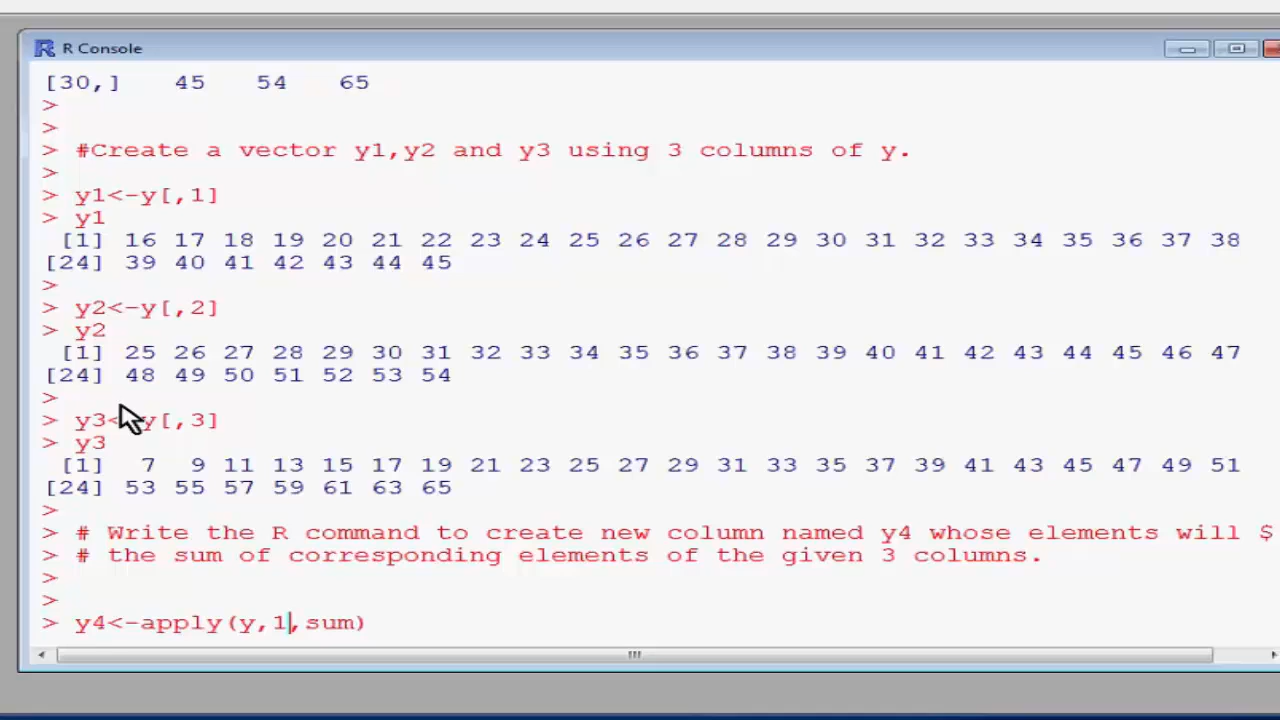 R Console
[30,] 45 54 65
>
>
> #Create a vector y1,y2 and y3 using 3 columns of y.
>
> y1<-y[,1]
> y1
[1] 16 17 18 19 20 21 22 23 24 25 26 27 28 29 30 31 32 33 34 35 36 37 38
[24] 39 40 41 42 43 44 45
>
> y2<-y[,2]
> y2
[1] 25 26 27 28 29 30 31 32 33 34 35 36 37 38 39 40 41 42 43 44 45 46 47
[24] 48 49 50 51 52 53 54
>
> y3<-y[,3]
> y3
[1] 7 9 11 13 15 17 19 21 23 25 27 29 31 33 35 37 39 41 43 45 47 49 51
[24] 53 55 57 59 61 63 65
>
> # Write the R command to create new column named y4 whose elements will $
> # the sum of corresponding elements of the given 3 columns.
>
>
> y4<-apply(y,1,sum)